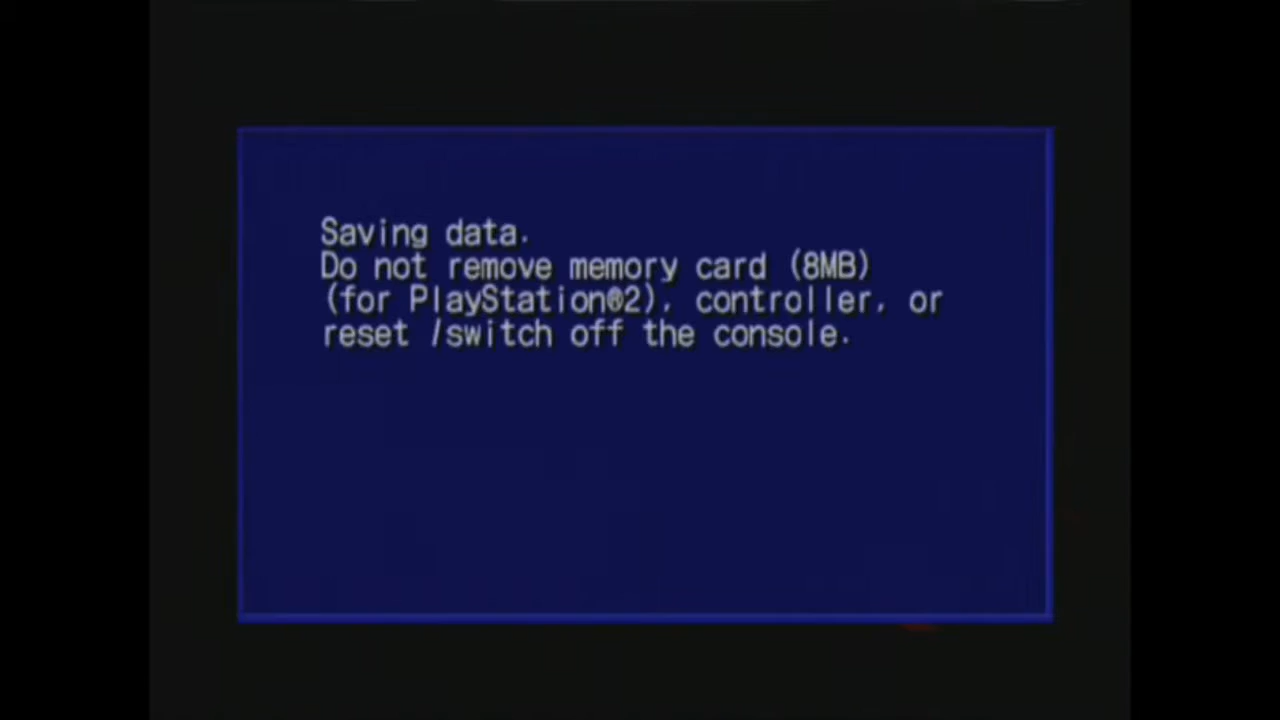 Saving data.
Do not remove memory card (8MB)
(for PlayStation®2), controller, or
reset /switch off the console.